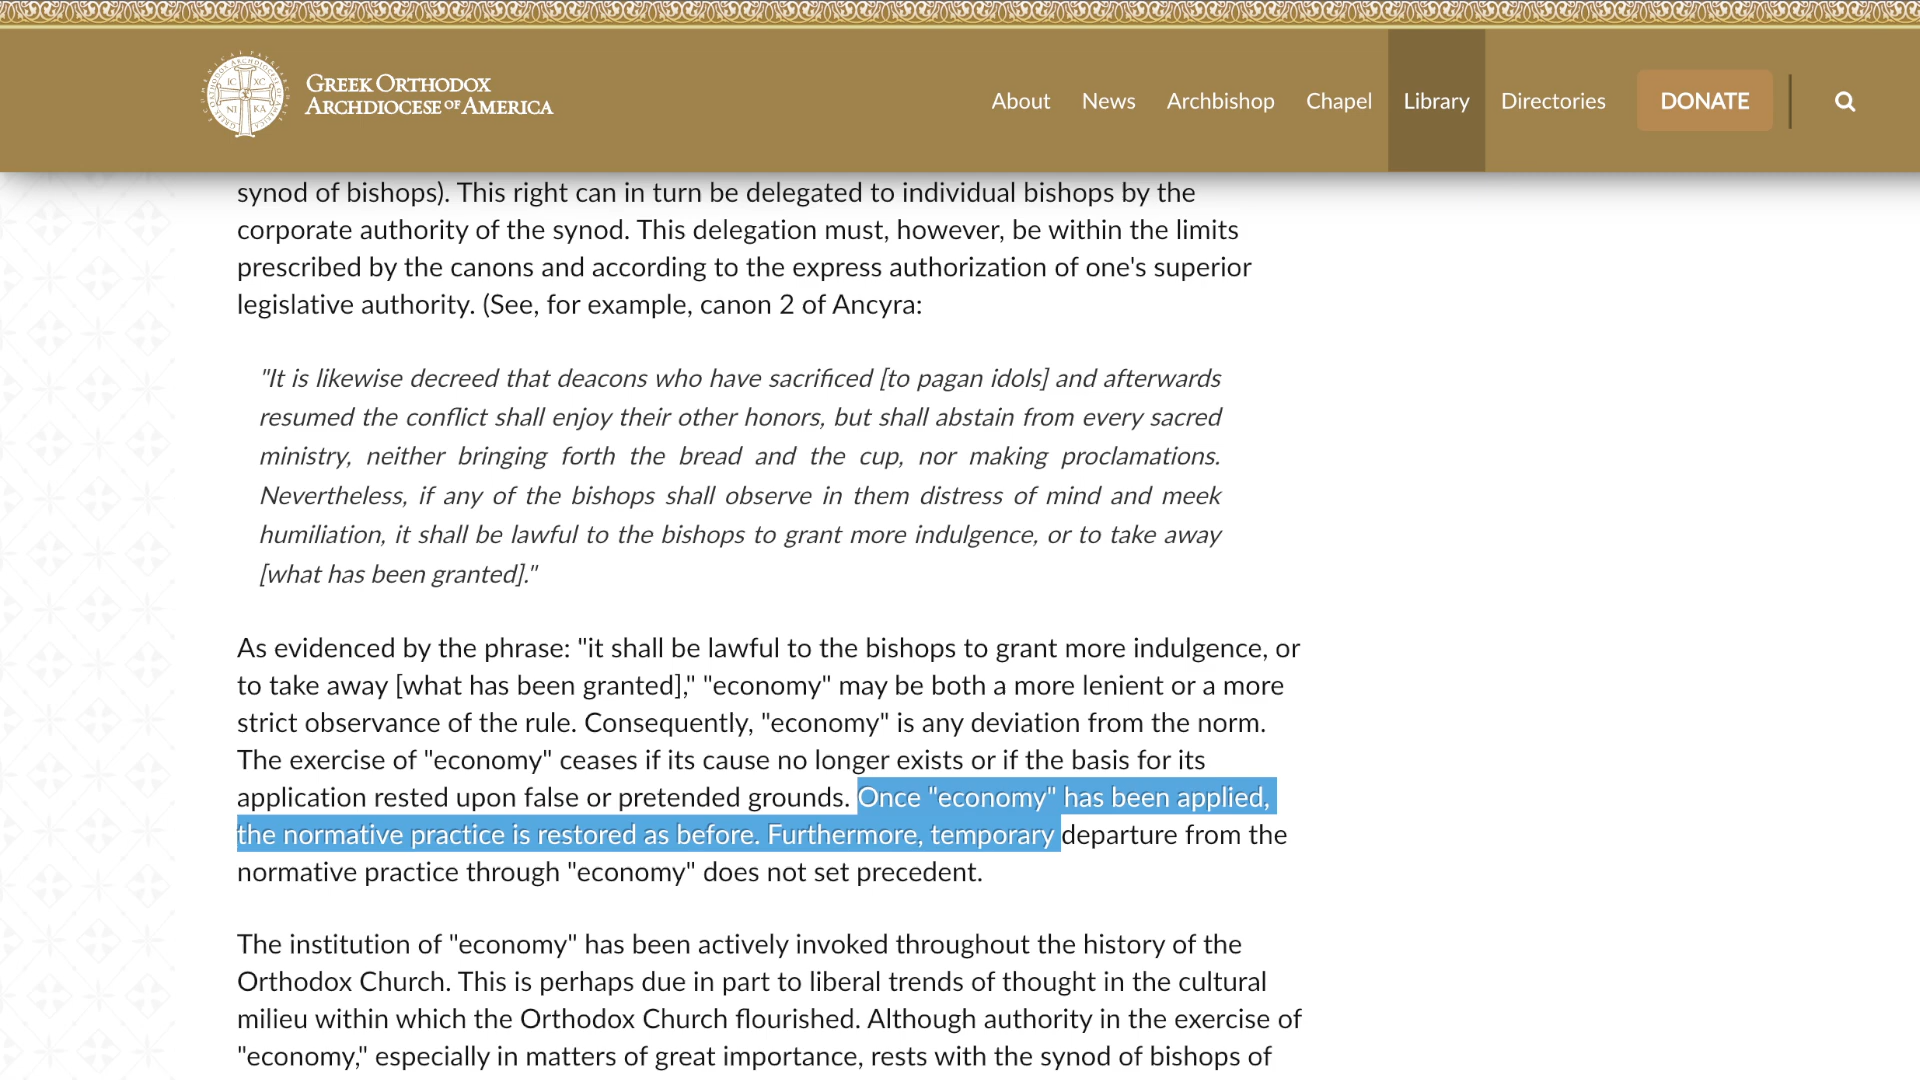 GREEK ORTHODOX
ARCHDIOCESE OF AMERICA
IC XC
NI KA
About News Archbishop Chapel Library Directories DONATE
synod of bishops). This right can in turn be delegated to individual bishops by the
corporate authority of the synod. This delegation must, however, be within the limits
prescribed by the canons and according to the express authorization of one's superior
legislative authority. (See, for example, canon 2 of Ancyra:
"It is likewise decreed that deacons who have sacrificed [to pagan idols] and afterwards
resumed the conflict shall enjoy their other honors, but shall abstain from every sacred
ministry, neither bringing forth the bread and the cup, nor making proclamations.
Nevertheless, if any of the bishops shall observe in them distress of mind and meek
humiliation, it shall be lawful to the bishops to grant more indulgence, or to take away
[what has been granted]."
As evidenced by the phrase: "it shall be lawful to the bishops to grant more indulgence, or
to take away [what has been granted]," "economy" may be both a more lenient or a more
strict observance of the rule. Consequently, "economy" is any deviation from the norm.
The exercise of "economy" ceases if its cause no longer exists or if the basis for its
application rested upon false or pretended grounds. Once "economy" has been applied,
the normative practice is restored as before. Furthermore, temporary departure from the
normative practice through "economy" does not set precedent.
The institution of "economy" has been actively invoked throughout the history of the
Orthodox Church. This is perhaps due in part to liberal trends of thought in the cultural
milieu within which the Orthodox Church flourished. Although authority in the exercise of
"economy," especially in matters of great importance, rests with the synod of bishops of